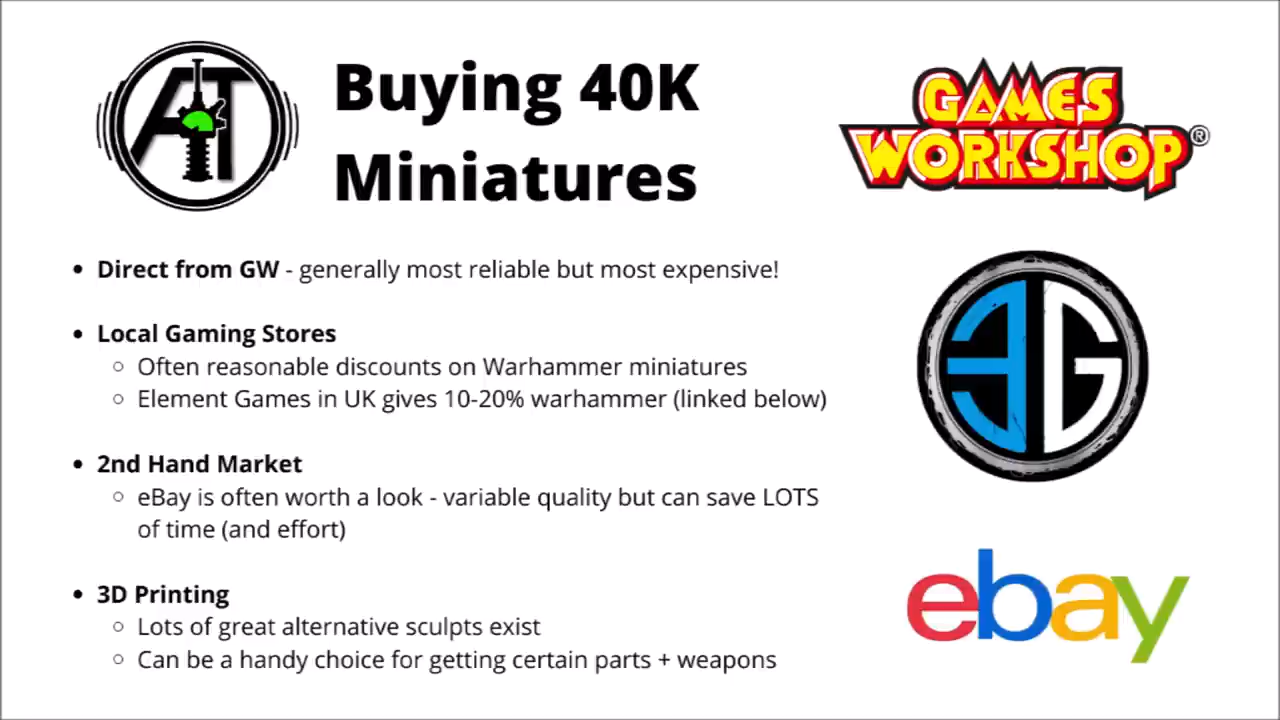 AT
Buying 40K
Miniatures
GAMES
WORKSHOP®
• Direct from GW - generally most reliable but most expensive!
• Local Gaming Stores
○ Often reasonable discounts on Warhammer miniatures
○ Element Games in UK gives 10-20% warhammer (linked below)
EG
• 2nd Hand Market
○ eBay is often worth a look - variable quality but can save LOTS
of time (and effort)
ebay
• 3D Printing
○ Lots of great alternative sculpts exist
○ Can be a handy choice for getting certain parts + weapons